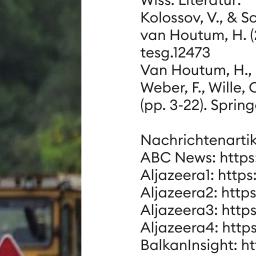 Wiss. Literatur:
Kolossov, V., & Sc
van Houtum, H. (2
tesg.12473
Van Houtum, H.,
Weber, F., Wille, C
(pp. 3-22). Springe
Nachrichtenartik
ABC News: https:
Aljazeera1: https:
Aljazeera2: https
Aljazeera3: https
Aljazeera4: https
BalkanInsight: ht